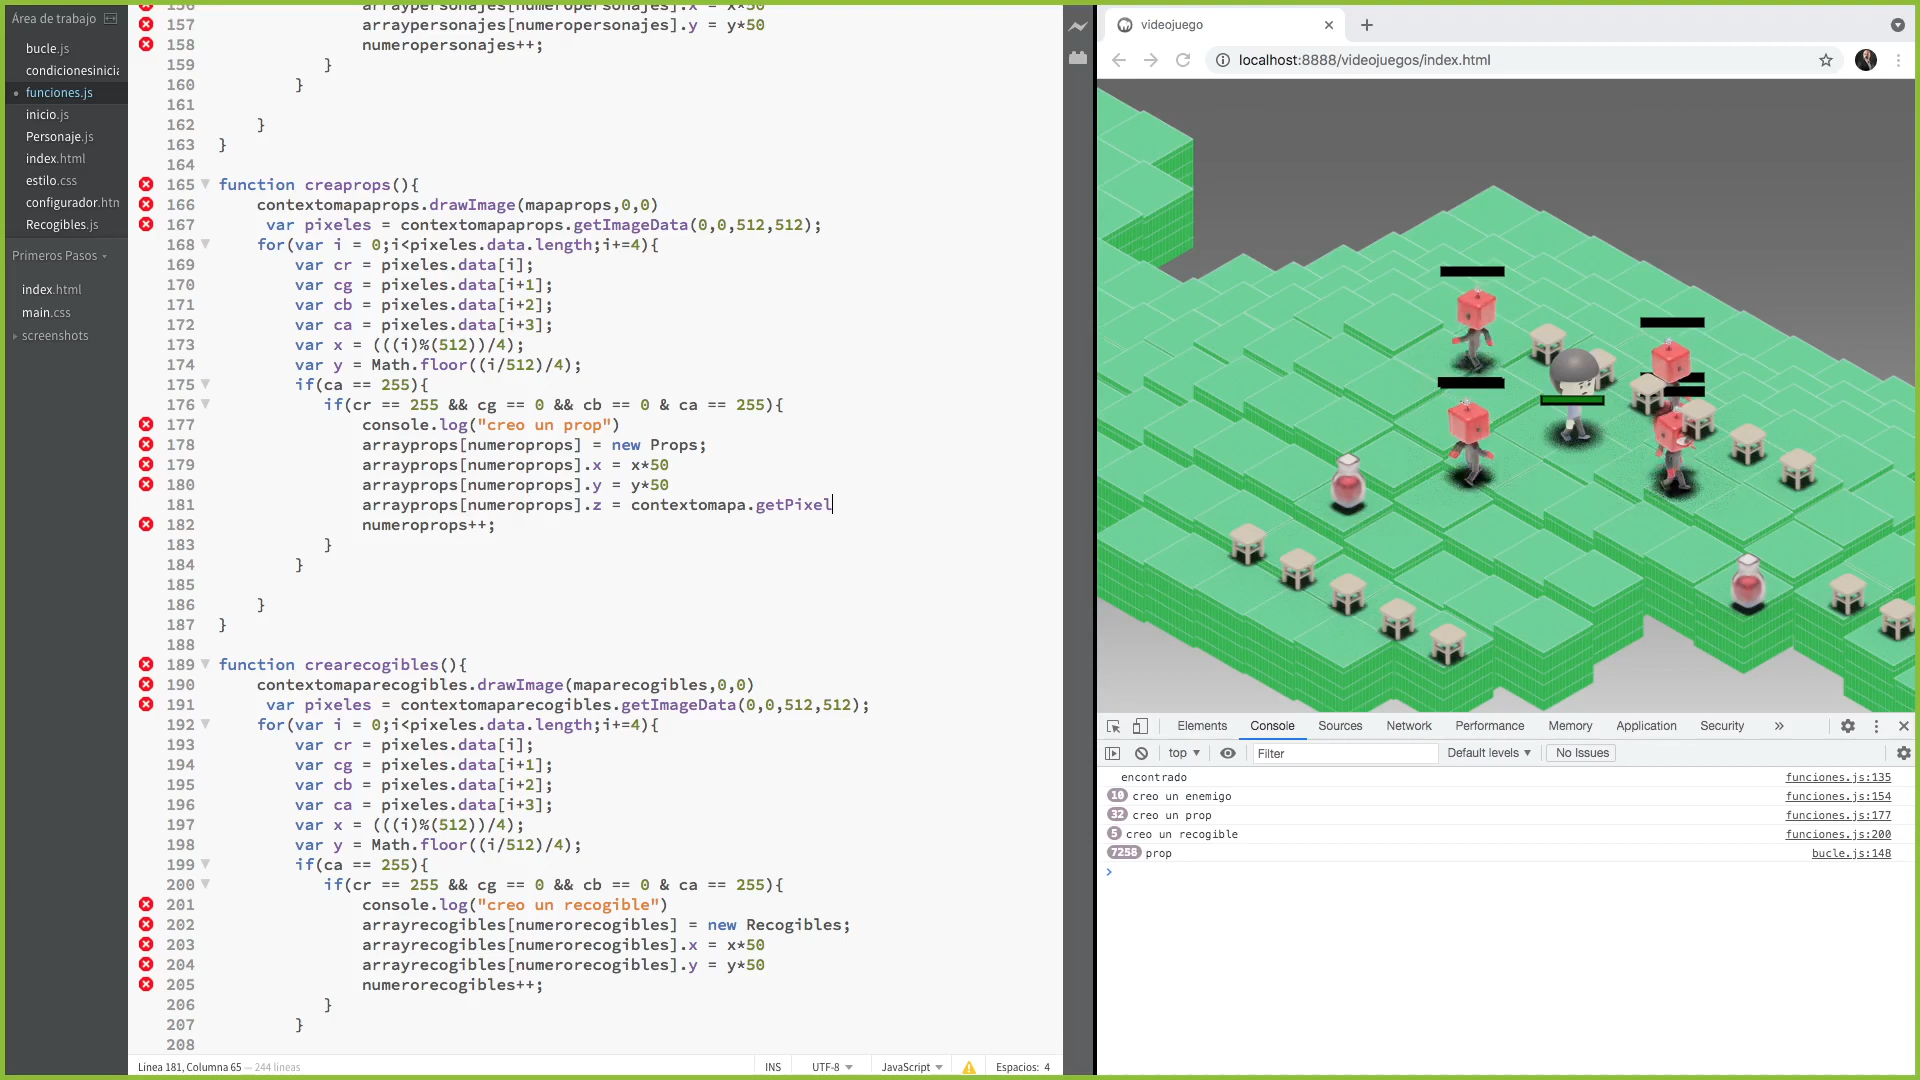 Área de trabajo
bucle.js
condicionesinicia
funciones.js
inicio.js
Personaje.js
index.html
estilo.css
configurador.htm
Recogibles.js
Primeros Pasos
index.html
main.css
screenshots
156 arraypersonajes[numeropersonajes].x = x*50
157 arraypersonajes[numeropersonajes].y = y*50
158 numeropersonajes++;
159 }
160 }
161
162 }
163 }
164
165 function creaprops(){
166 contextomapaprops.drawImage(mapaprops,0,0)
167 var pixeles = contextomapaprops.getImageData(0,0,512,512);
168 for(var i = 0;i<pixeles.data.length;i+=4){
169 var cr = pixeles.data[i];
170 var cg = pixeles.data[i+1];
171 var cb = pixeles.data[i+2];
172 var ca = pixeles.data[i+3];
173 var x = (((i)%(512))/4);
174 var y = Math.floor((i/512)/4);
175 if(ca == 255){
176 if(cr == 255 && cg == 0 && cb == 0 & ca == 255){
177 console.log("creo un prop")
178 arrayprops[numeroprops] = new Props;
179 arrayprops[numeroprops].x = x*50
180 arrayprops[numeroprops].y = y*50
181 arrayprops[numeroprops].z = contextomapa.getPixel
182 numeroprops++;
183 }
184 }
185
186 }
187 }
188
189 function crearecogibles(){
190 contextomaparecogibles.drawImage(maparecogibles,0,0)
191 var pixeles = contextomaparecogibles.getImageData(0,0,512,512);
192 for(var i = 0;i<pixeles.data.length;i+=4){
193 var cr = pixeles.data[i];
194 var cg = pixeles.data[i+1];
195 var cb = pixeles.data[i+2];
196 var ca = pixeles.data[i+3];
197 var x = (((i)%(512))/4);
198 var y = Math.floor((i/512)/4);
199 if(ca == 255){
200 if(cr == 255 && cg == 0 && cb == 0 & ca == 255){
201 console.log("creo un recogible")
202 arrayrecogibles[numerorecogibles] = new Recogibles;
203 arrayrecogibles[numerorecogibles].x = x*50
204 arrayrecogibles[numerorecogibles].y = y*50
205 numerorecogibles++;
206 }
207 }
208
Línea 181, Columna 65 — 244 líneas INS UTF-8 JavaScript Espacios: 4
videojuego
localhost:8888/videojuegos/index.html
Elements Console Sources Network Performance Memory Application Security »
top Filter Default levels No Issues
encontrado funciones.js:135
10 creo un enemigo funciones.js:154
32 creo un prop funciones.js:177
5 creo un recogible funciones.js:200
7256 prop bucle.js:148